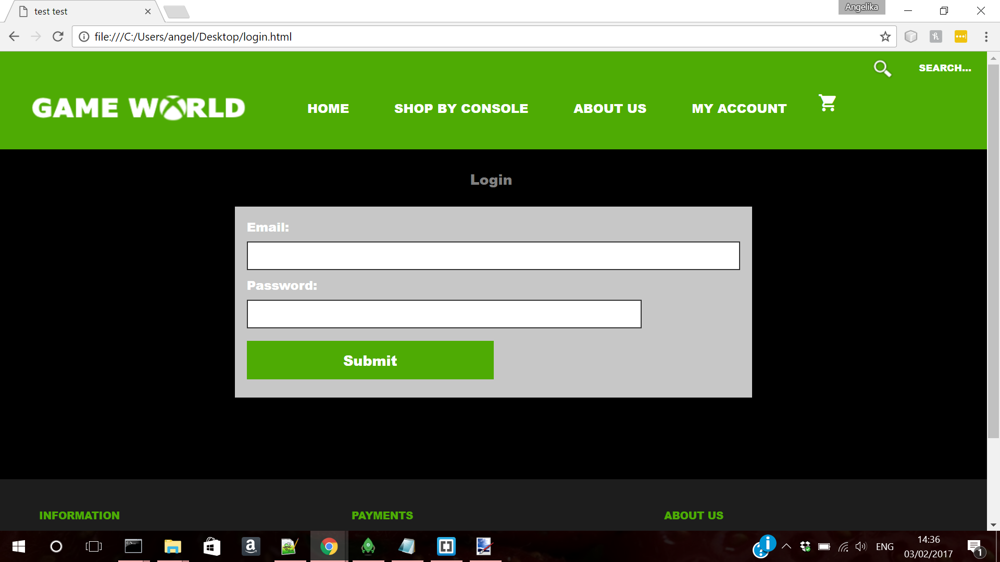 test test
Angelika
file:///C:/Users/angel/Desktop/login.html
SEARCH...
GAME WORLD
HOME
SHOP BY CONSOLE
ABOUT US
MY ACCOUNT
Login
Email:
Password:
Submit
INFORMATION
PAYMENTS
ABOUT US
ENG
14:36
03/02/2017
1